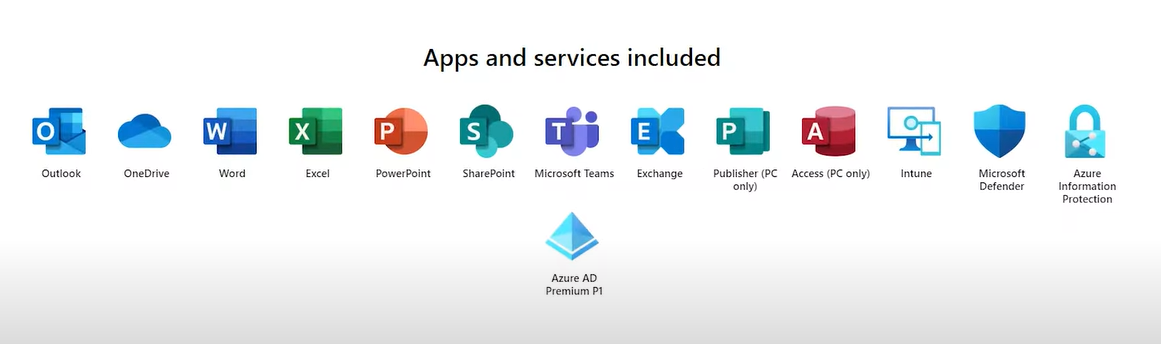 Apps and services included
O
W
X
P
S
T
E
P
A
Outlook
OneDrive
Word
Excel
PowerPoint
SharePoint
Microsoft Teams
Exchange
Publisher (PC
only)
Access (PC only)
Intune
Microsoft
Defender
Azure
Information
Protection
Azure AD
Premium P1